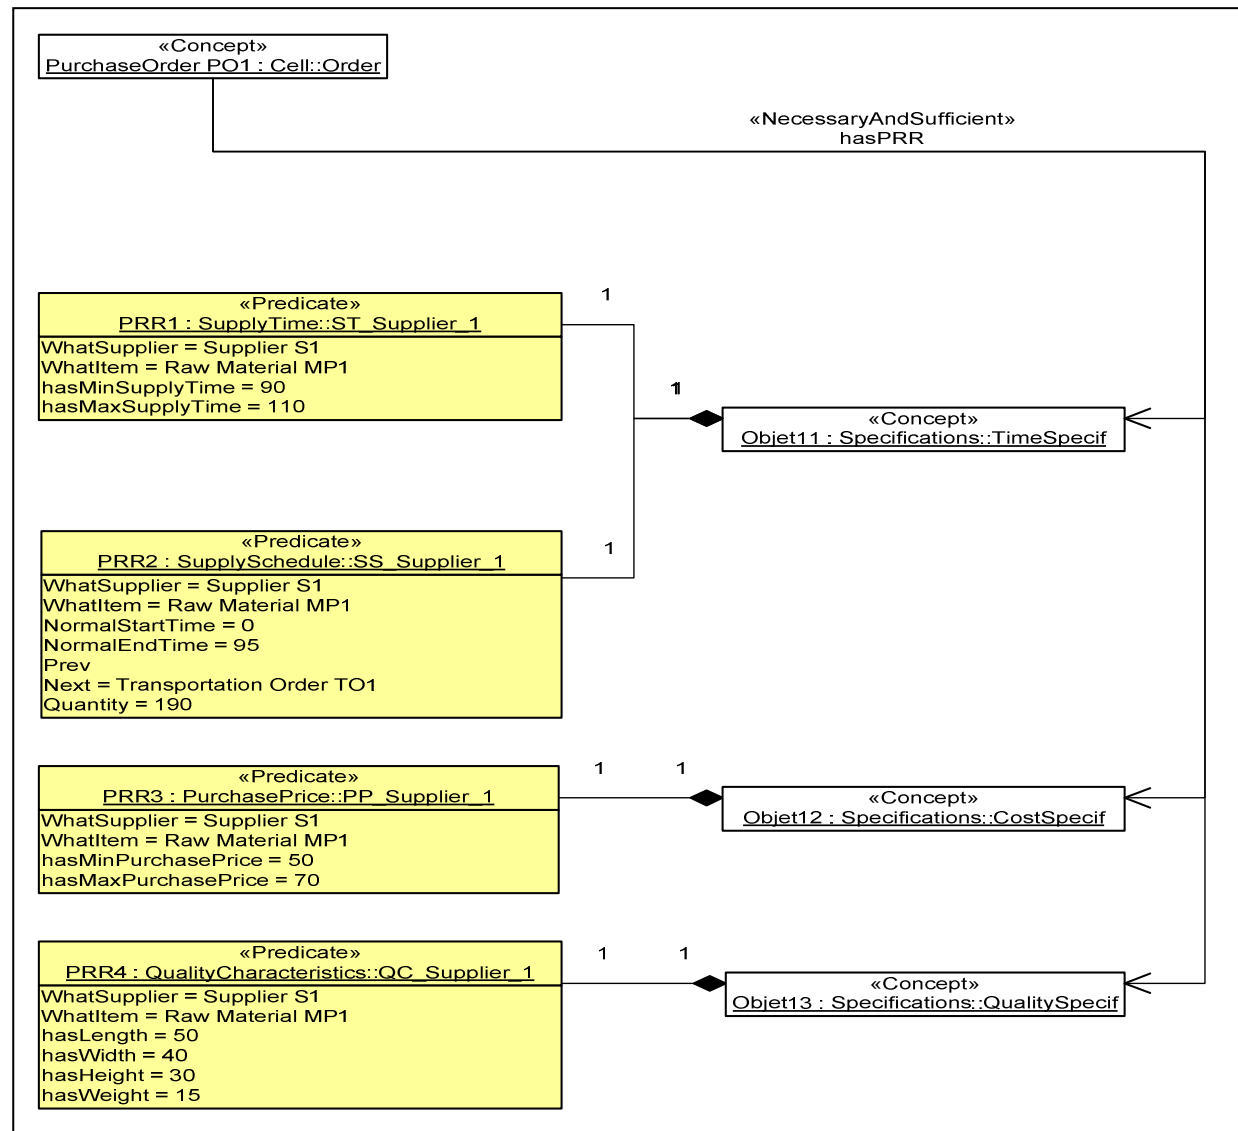 «Concept»
PurchaseOrder PO1 : Cell::Order
«NecessaryAndSufficient»
hasPRR
«Predicate»
PRR1 : SupplyTime::ST_Supplier_1
WhatSupplier = Supplier S1
WhatItem = Raw Material MP1
hasMinSupplyTime = 90
hasMaxSupplyTime = 110
1
1
«Concept»
Objet11 : Specifications::TimeSpecif
«Predicate»
PRR2 : SupplySchedule::SS_Supplier_1
WhatSupplier = Supplier S1
WhatItem = Raw Material MP1
NormalStartTime = 0
NormalEndTime = 95
Prev
Next = Transportation Order TO1
Quantity = 190
1
«Predicate»
PRR3 : PurchasePrice::PP_Supplier_1
WhatSupplier = Supplier S1
WhatItem = Raw Material MP1
hasMinPurchasePrice = 50
hasMaxPurchasePrice = 70
1 1
«Concept»
Objet12 : Specifications::CostSpecif
«Predicate»
PRR4 : QualityCharacteristics::QC_Supplier_1
WhatSupplier = Supplier S1
WhatItem = Raw Material MP1
hasLength = 50
hasWidth = 40
hasHeight = 30
hasWeight = 15
1 1
«Concept»
Objet13 : Specifications::QualitySpecif